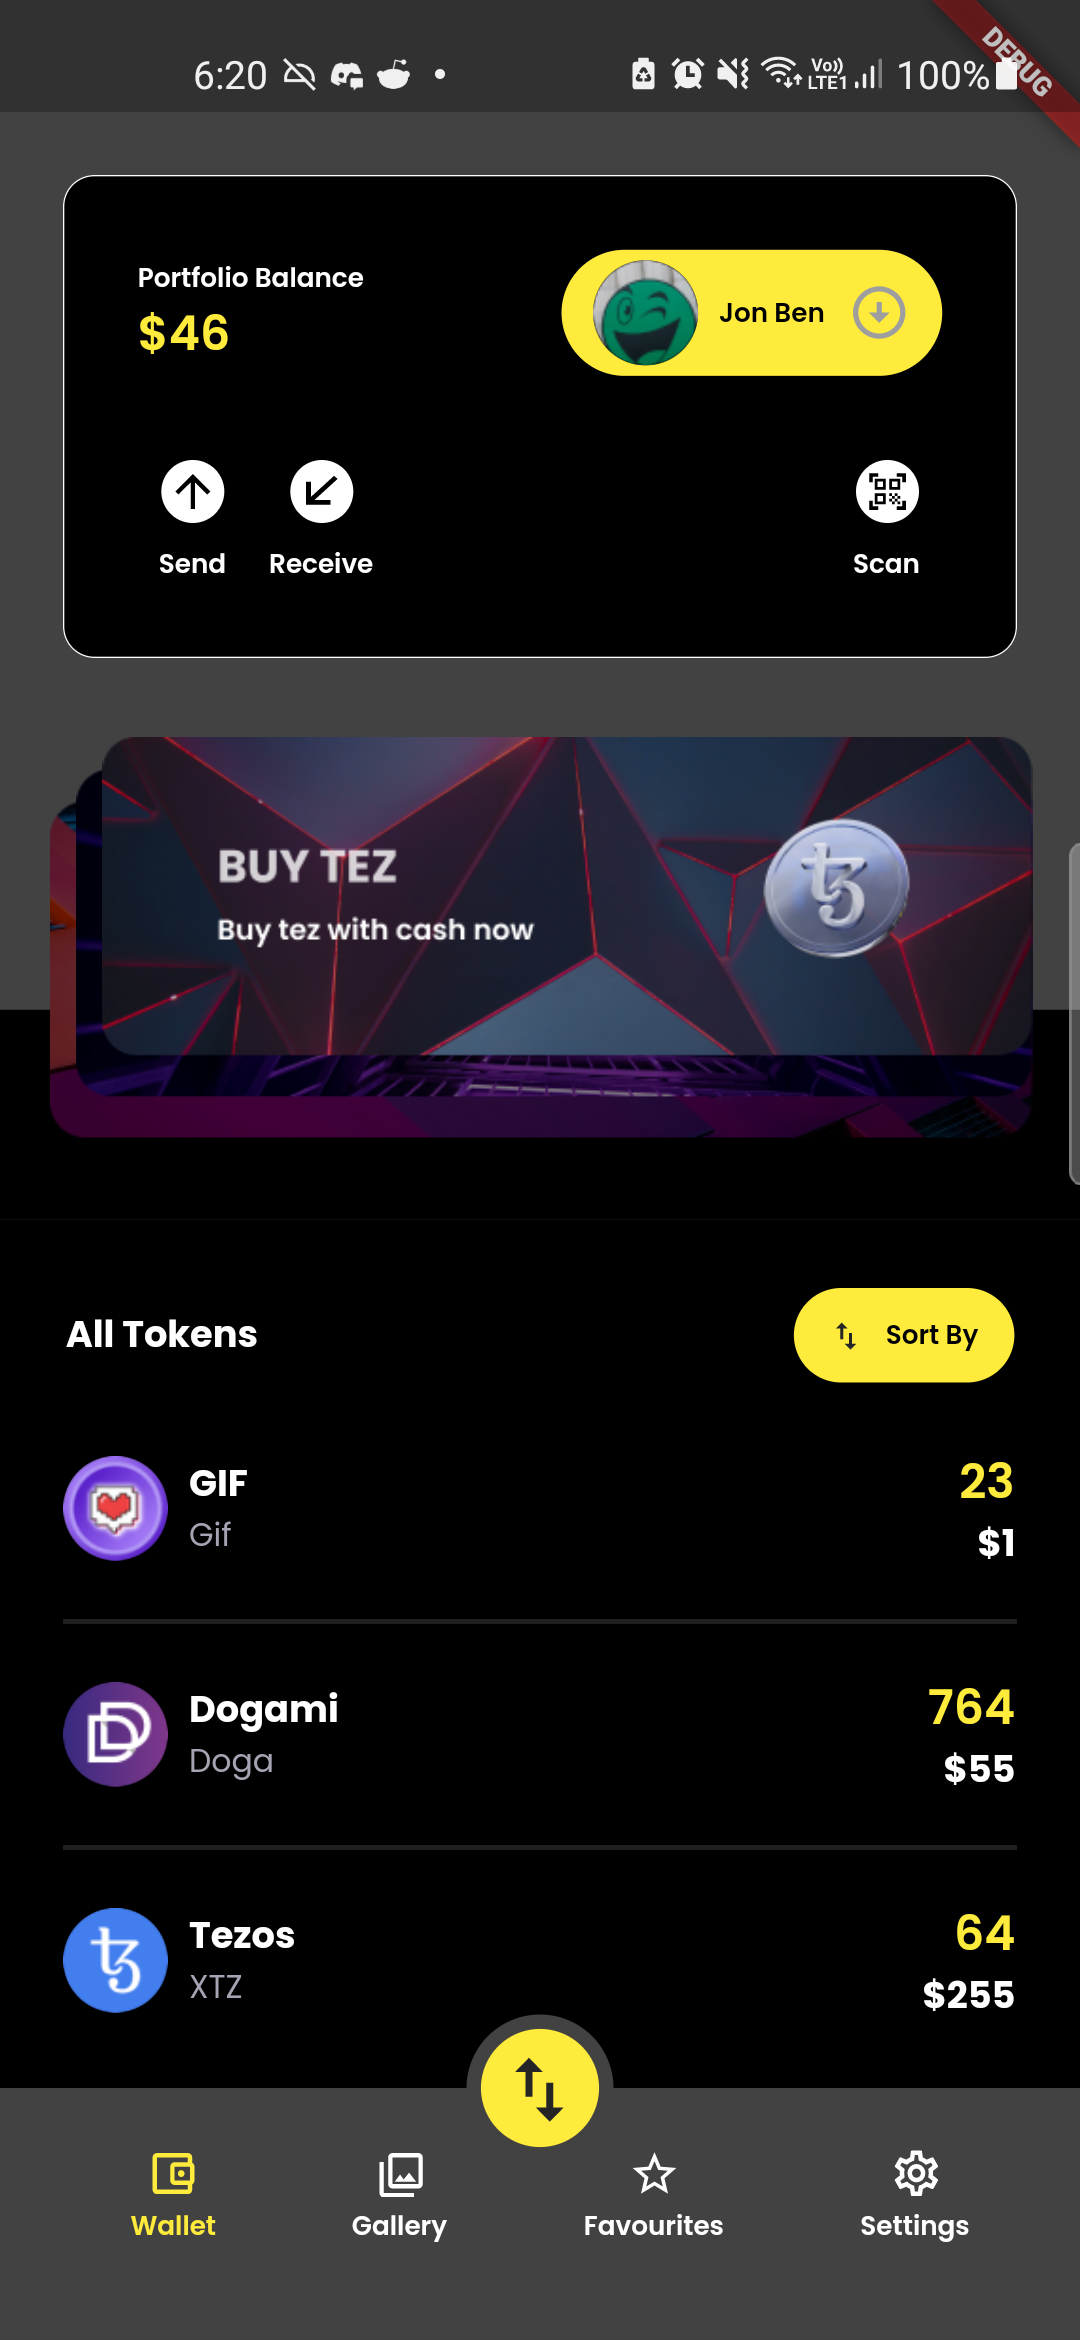 6:20
Vo))
LTE1
100%
DEBUG
Portfolio Balance
$46
Jon Ben
Send
Receive
Scan
BUY TEZ
Buy tez with cash now
All Tokens
Sort By
GIF
23
Gif
$1
Dogami
764
Doga
$55
Tezos
64
XTZ
$255
Wallet
Gallery
Favourites
Settings